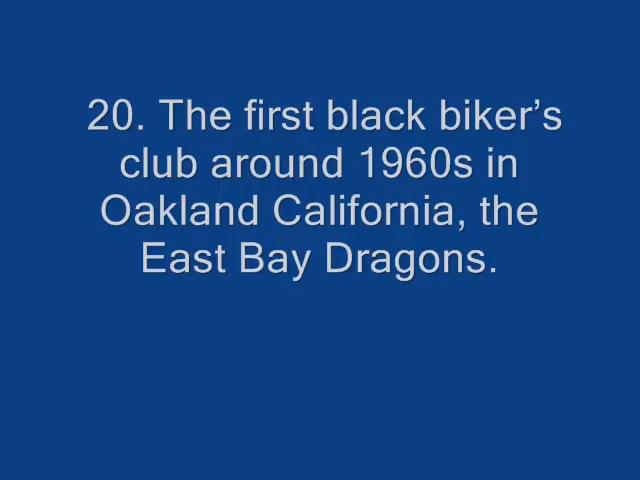 20. The first black biker’s
club around 1960s in
Oakland California, the
East Bay Dragons.